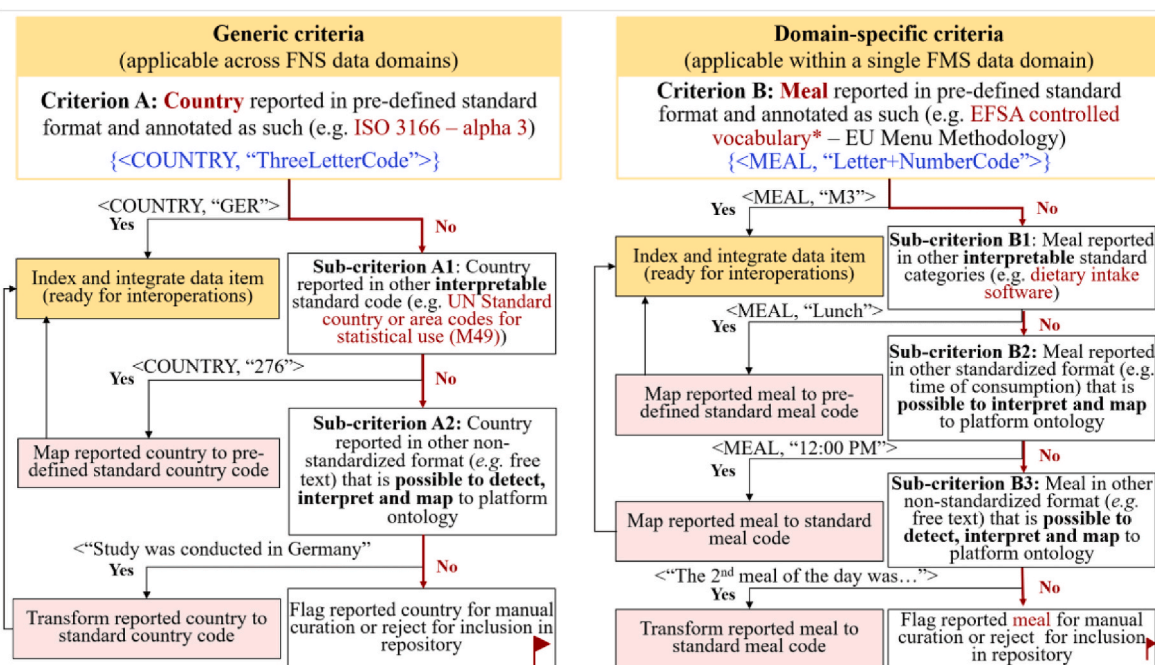 Generic criteria
(applicable across FNS data domains)
Criterion A: Country reported in pre-defined standard
format and annotated as such (e.g. ISO 3166 – alpha 3)
{<COUNTRY, “ThreeLetterCode”>}
<COUNTRY, “GER”>
Yes
No
Index and integrate data item
(ready for interoperations)
Sub-criterion A1: Country
reported in other interpretable
standard code (e.g. UN Standard
country or area codes for
statistical use (M49))
<COUNTRY, “276”>
Yes
No
Map reported country to pre-
defined standard country code
Sub-criterion A2: Country
reported in other non-
standardized format (e.g. free
text) that is possible to detect,
interpret and map to platform
ontology
<“Study was conducted in Germany”
Yes
No
Transform reported country to
standard country code
Flag reported country for manual
curation or reject for inclusion in
repository
Domain-specific criteria
(applicable within a single FMS data domain)
Criterion B: Meal reported in pre-defined standard
format and annotated as such (e.g. EFSA controlled
vocabulary* – EU Menu Methodology)
{<MEAL, “Letter+NumberCode”>}
<MEAL, “M3”>
Yes
No
Index and integrate data item
(ready for interoperations)
Sub-criterion B1: Meal reported
in other interpretable standard
categories (e.g. dietary intake
software)
<MEAL, “Lunch”>
Yes
No
Map reported meal to pre-
defined standard meal code
Sub-criterion B2: Meal reported
in other standardized format (e.g.
time of consumption) that is
possible to interpret and map
to platform ontology
<MEAL, “12:00 PM”>
Yes
No
Map reported meal to standard
meal code
Sub-criterion B3: Meal in other
non-standardized format (e.g.
free text) that is possible to
detect, interpret and map to
platform ontology
<“The 2nd meal of the day was…”>
Yes
No
Transform reported meal to
standard meal code
Flag reported meal for manual
curation or reject for inclusion
in repository